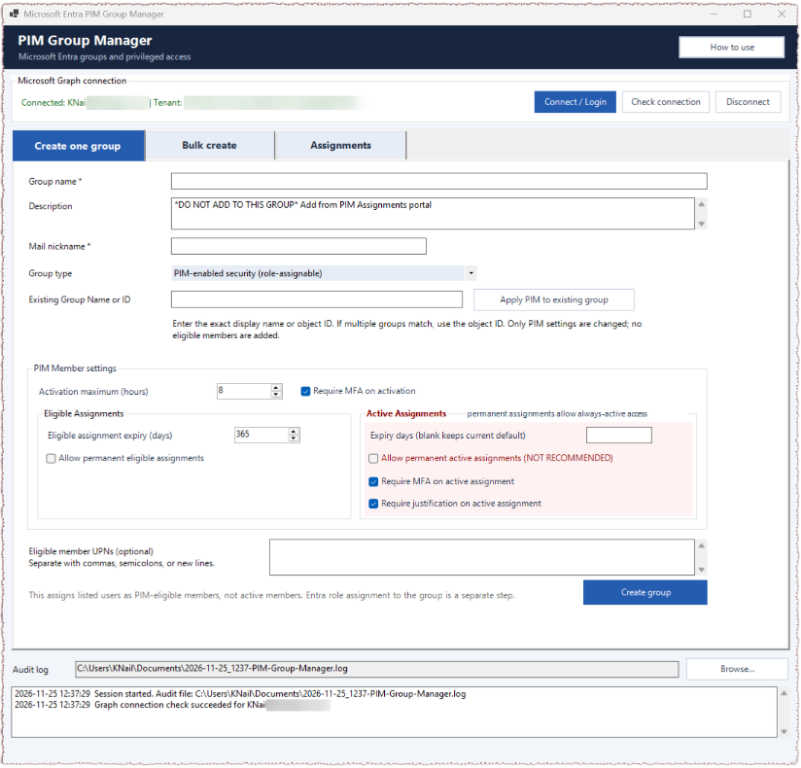 Microsoft Entra PIM Group Manager
PIM Group Manager
Microsoft Entra groups and privileged access
How to use
Microsoft Graph connection
Connected: KNai | Tenant:
Connect / Login
Check connection
Disconnect
Create one group
Bulk create
Assignments
Group name *
Description
*DO NOT ADD TO THIS GROUP* Add from PIM Assignments portal
Mail nickname *
Group type
PIM-enabled security (role-assignable)
Existing Group Name or ID
Apply PIM to existing group
Enter the exact display name or object ID. If multiple groups match, use the object ID. Only PIM settings are changed; no
eligible members are added.
PIM Member settings
Activation maximum (hours)
8
Require MFA on activation
Eligible Assignments
Eligible assignment expiry (days)
365
Allow permanent eligible assignments
Active Assignments permanent assignments allow always-active access
Expiry days (blank keeps current default)
Allow permanent active assignments (NOT RECOMMENDED)
Require MFA on active assignment
Require justification on active assignment
Eligible member UPNs (optional)
Separate with commas, semicolons, or new lines.
This assigns listed users as PIM-eligible members, not active members. Entra role assignment to the group is a separate step.
Create group
Audit log
C:\Users\KNail\Documents\2026-11-25_1237-PIM-Group-Manager.log
Browse...
2026-11-25 12:37:29 Session started. Audit file: C:\Users\KNail\Documents\2026-11-25_1237-PIM-Group-Manager.log
2026-11-25 12:37:29 Graph connection check succeeded for KNai